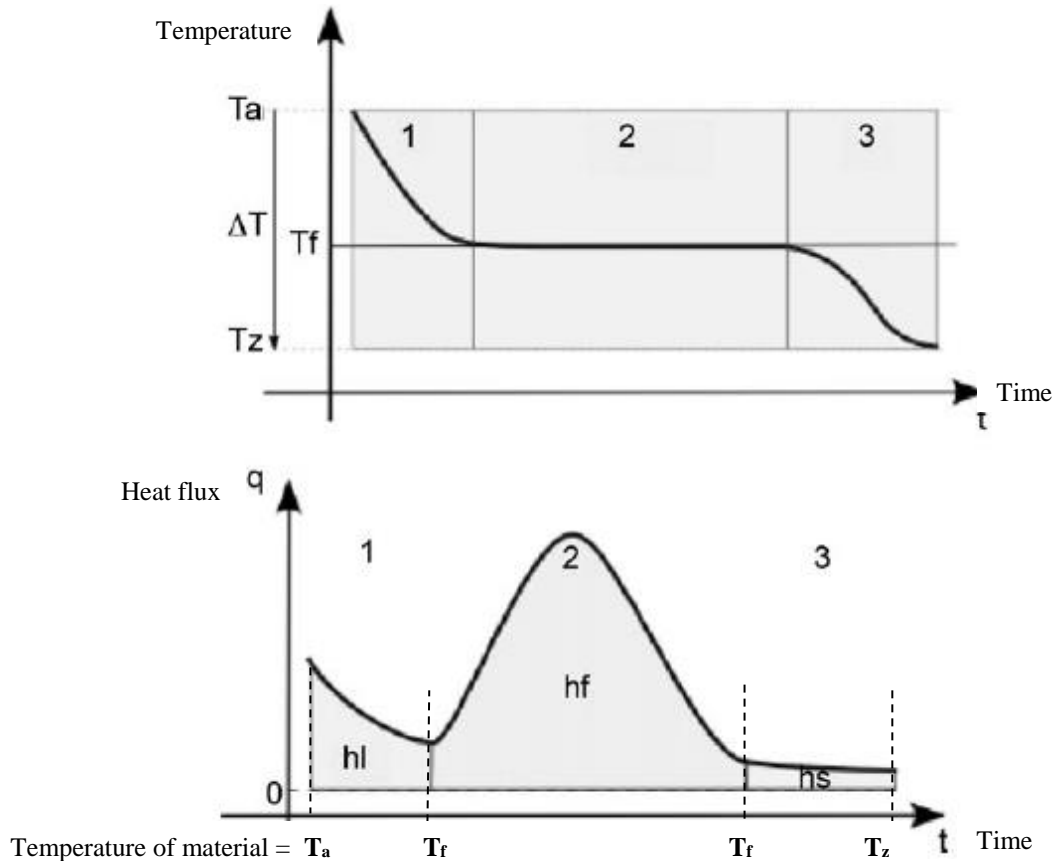 Temperature
Ta
1 2 3
ΔT
Tf
Tz
Time
τ
Heat flux q
1 2 3
hf
hl
hs
0
t Time
Temperature of material = Ta Tf Tf Tz